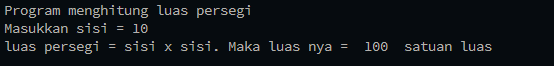 Program menghitung luas persegi
Masukkan sisi = 10
luas persegi = sisi x sisi. Maka luas nya =  100  satuan luas